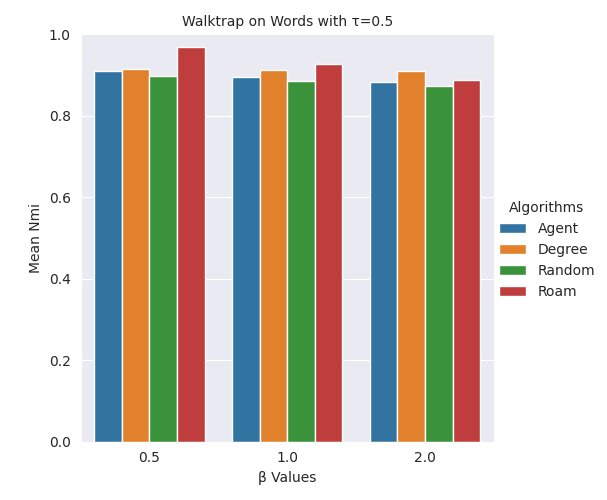 Walktrap on Words with τ=0.5
1.0
0.8
0.6
0.4
0.2
0.0
Mean Nmi
0.5 1.0 2.0
β Values
Algorithms
Agent
Degree
Random
Roam